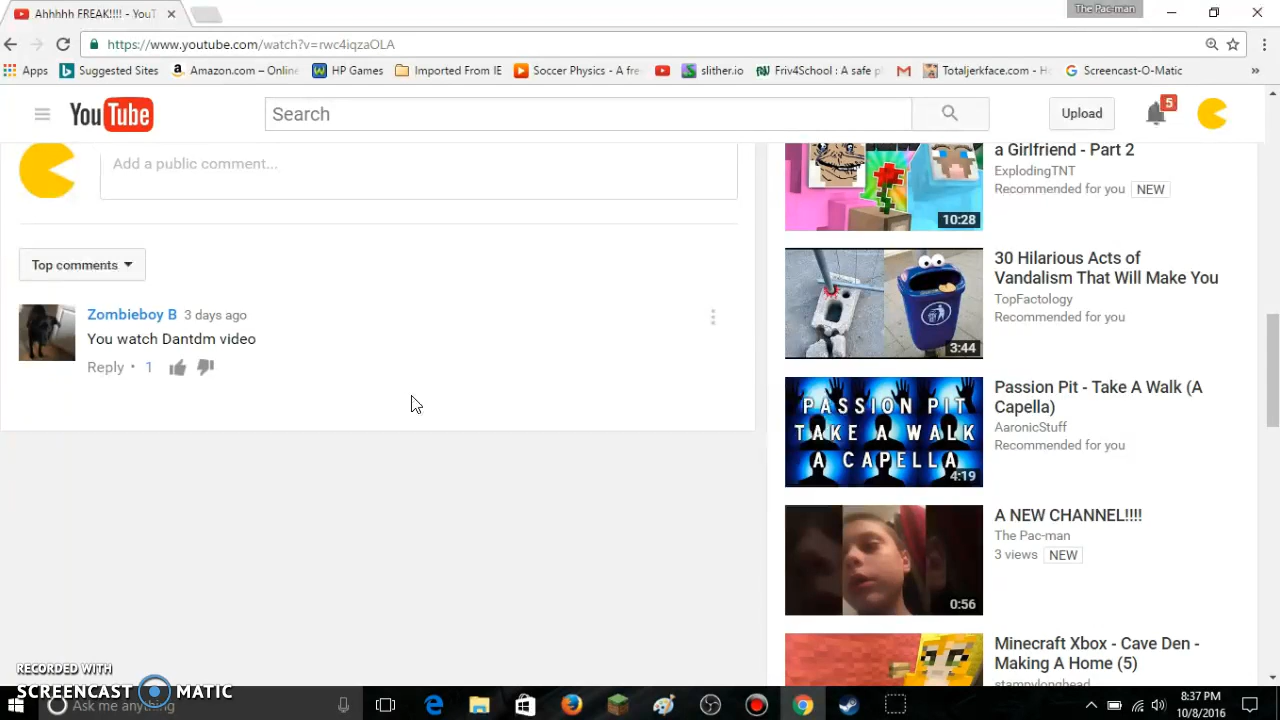 Ahhhhh FREAK!!!! - YouT
The Pac-man
https://www.youtube.com/watch?v=rwc4iqzaOLA
Apps
Suggested Sites
Amazon.com – Online
HP Games
Imported From IE
Soccer Physics - A fre
slither.io
Friv4School : A safe pl
Totaljerkface.com - Ho
Screencast-O-Matic
»
YouTube
Search
Upload
5
Add a public comment...
Top comments
Zombieboy B 3 days ago
You watch Dantdm video
Reply • 1
a Girlfriend - Part 2
ExplodingTNT
Recommended for you NEW
10:28
30 Hilarious Acts of
Vandalism That Will Make You
TopFactology
Recommended for you
3:44
PASSION PIT
TAKE A WALK
A CAPELLA
4:19
Passion Pit - Take A Walk (A
Capella)
AaronicStuff
Recommended for you
A NEW CHANNEL!!!!
The Pac-man
3 views NEW
0:56
Minecraft Xbox - Cave Den -
Making A Home (5)
stampylonghead
RECORDED WITH
SCREENCAST MATIC
Ask me anything
8:37 PM
10/8/2016